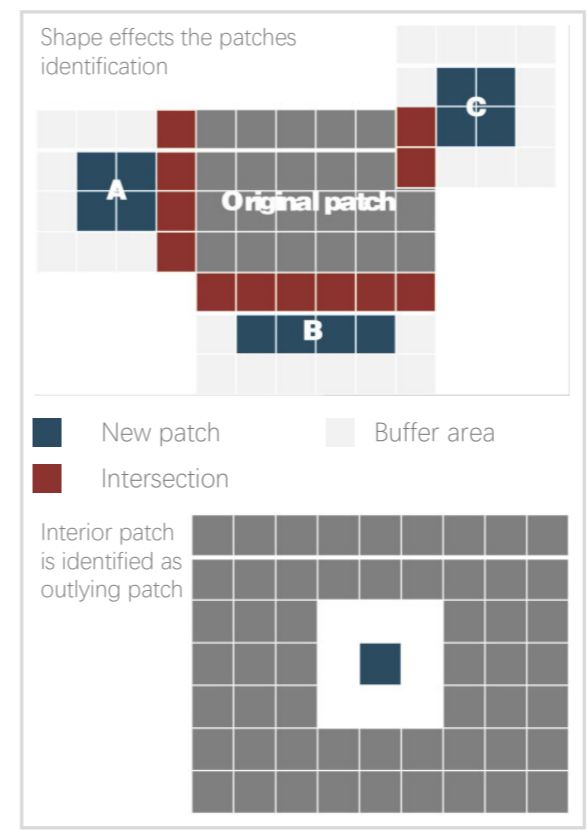 Shape effects the patches
identification
C
A
Original patch
B
New patch
Buffer area
Intersection
Interior patch
is identified as
outlying patch